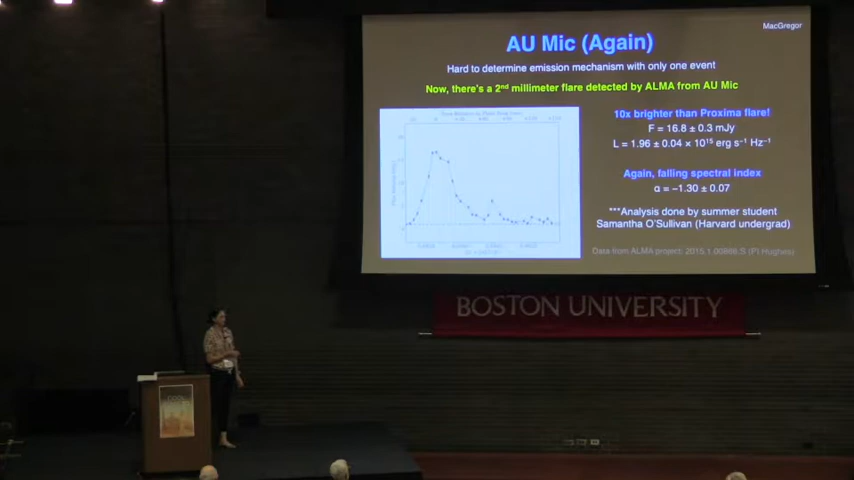 MacGregor
AU Mic (Again)
Hard to determine emission mechanism with only one event
Now, there's a 2nd millimeter flare detected by ALMA from AU Mic
10x brighter than Proxima flare!
F = 16.8 ± 0.3 mJy
L = 1.96 ± 0.04 × 10¹⁵ erg s⁻¹ Hz⁻¹
Again, falling spectral index
α = −1.30 ± 0.07
***Analysis done by summer student
Samantha O'Sullivan (Harvard undergrad)
Data from ALMA project: 2015.1.00966.S (PI Hughes)
BOSTON UNIVERSITY